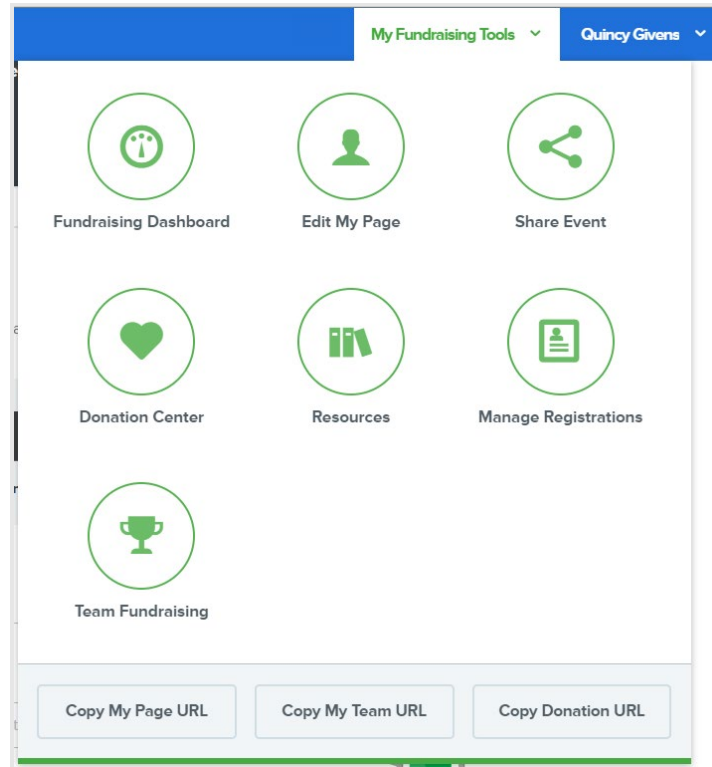 My Fundraising Tools
Quincy Givens
Fundraising Dashboard
Edit My Page
Share Event
Donation Center
Resources
Manage Registrations
Team Fundraising
Copy My Page URL
Copy My Team URL
Copy Donation URL